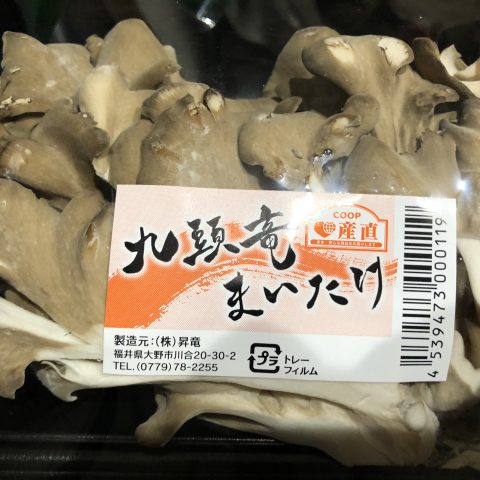 COOP
産直
九頭竜
まいたけ
製造元:(株)昇竜
福井県大野市川合20-30-2
TEL.(0779)78-2255
プラ
トレー
フィルム
4 539473 000119